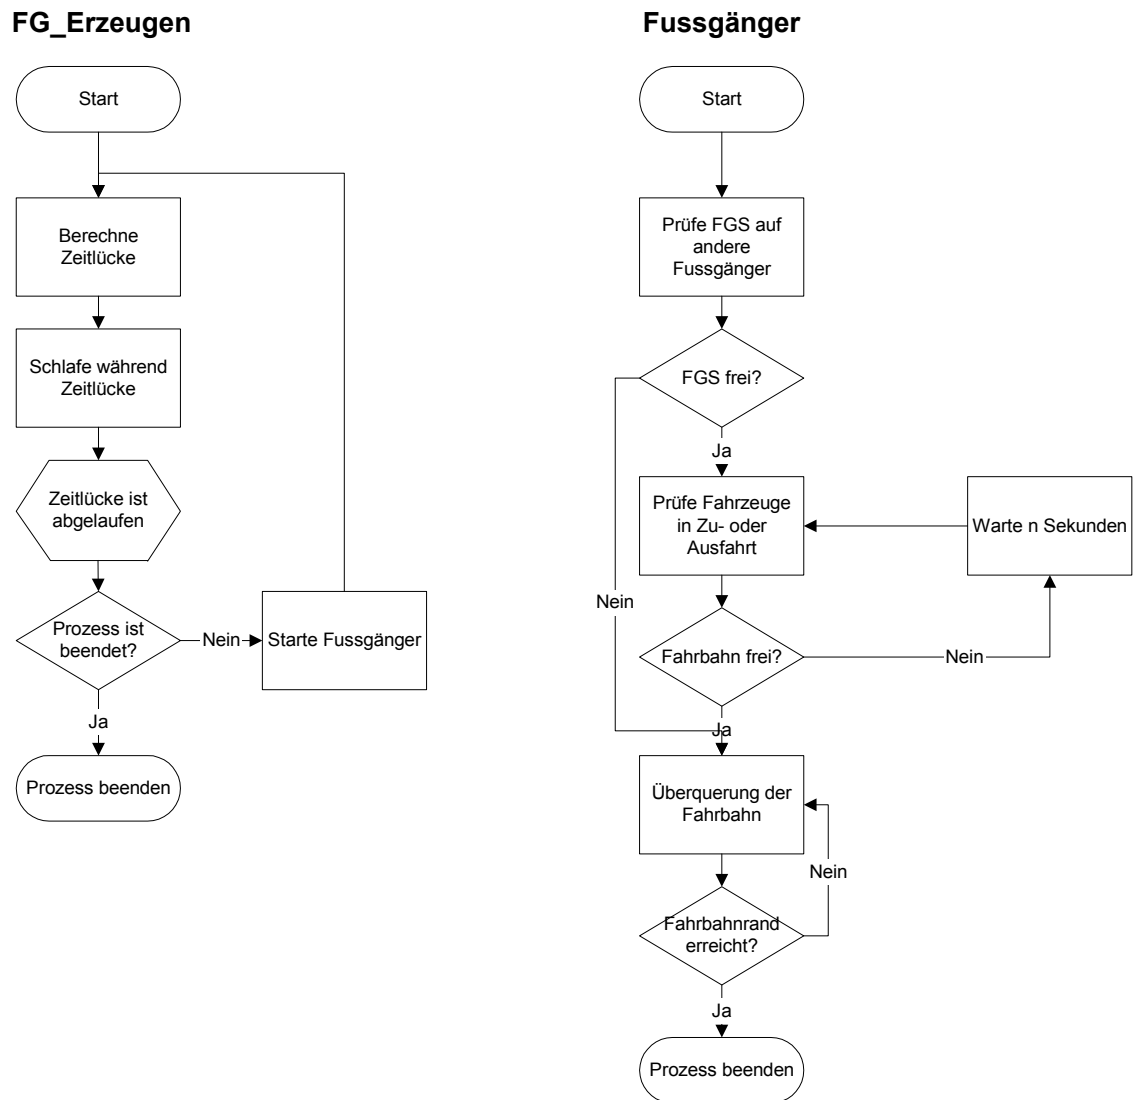 FG_Erzeugen
Start
Berechne
Zeitlücke
Schlafe während
Zeitlücke
Zeitlücke ist
abgelaufen
Prozess ist
beendet?
Nein
Starte Fussgänger
Ja
Prozess beenden
Fussgänger
Start
Prüfe FGS auf
andere
Fussgänger
FGS frei?
Ja
Nein
Prüfe Fahrzeuge
in Zu- oder
Ausfahrt
Warte n Sekunden
Fahrbahn frei?
Nein
Ja
Überquerung der
Fahrbahn
Nein
Fahrbahnrand
erreicht?
Ja
Prozess beenden